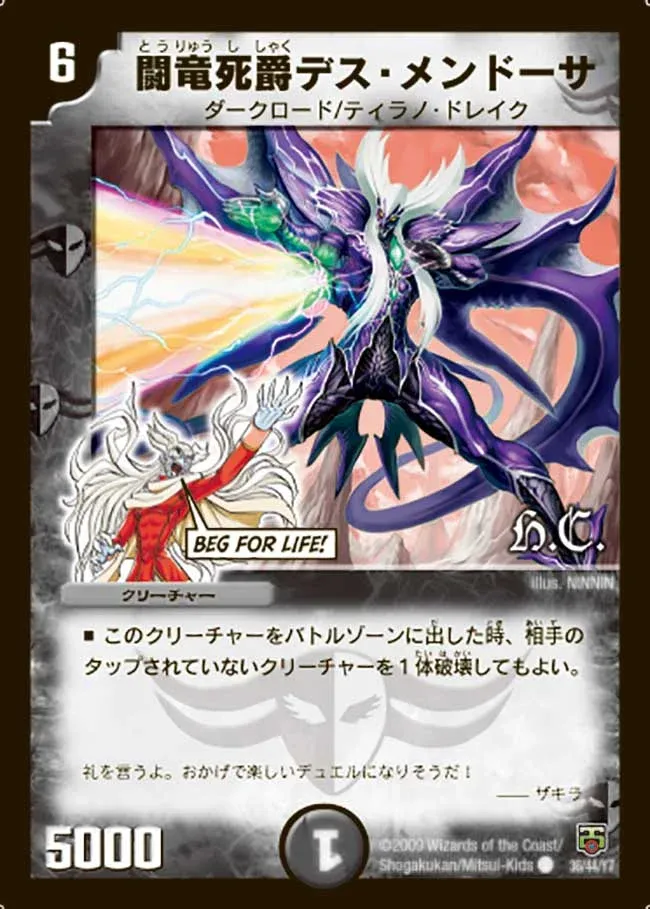 6
とうりゅうししゃく
闘竜死爵デス・メンドーサ
ダークロード/ティラノ・ドレイク
BEG FOR LIFE!
H.C.
illus. NINNIN
クリーチャー
■ このクリーチャーをバトルゾーンに出した時、相手の
タップされていないクリーチャーを1体破壊してもよい。
礼を言うよ。おかげで楽しいデュエルになりそうだ!
—— ザキラ
5000
1
©2009 Wizards of the Coast/
Shogakukan/Mitsui-Kids
36/44/Y7